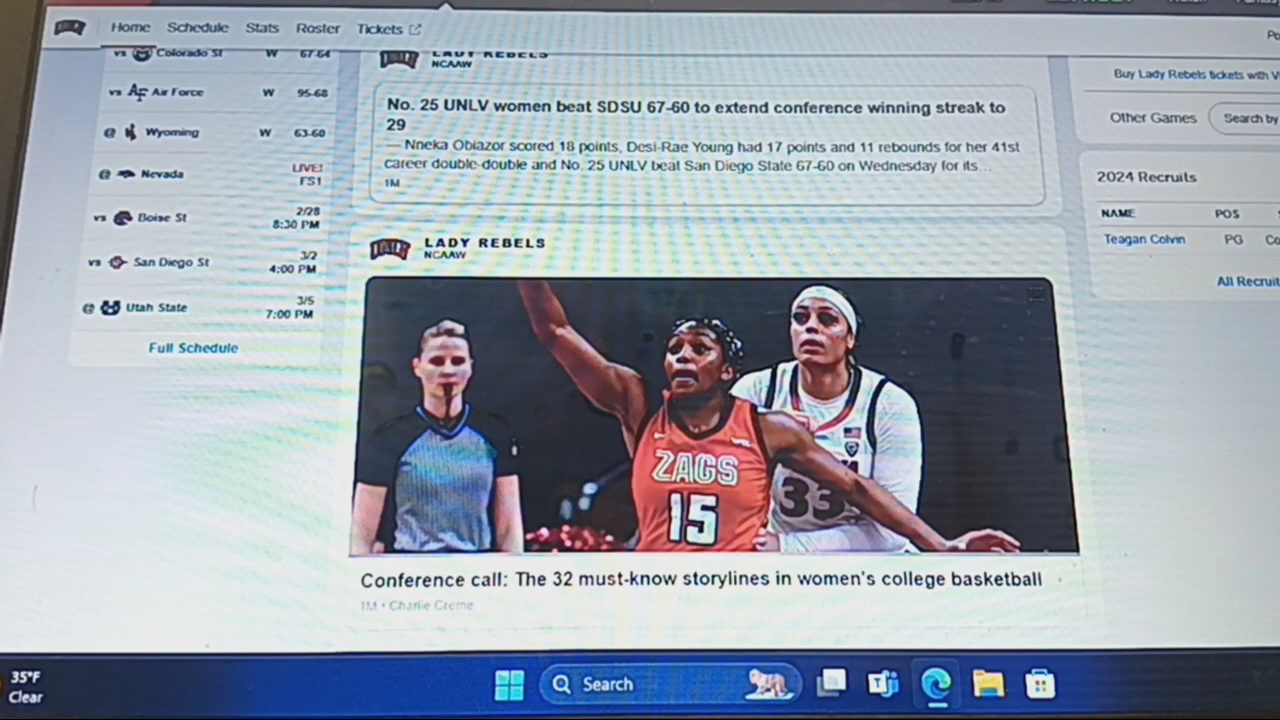 Home Schedule Stats Roster Tickets
vs Colorado St W 67-64
vs Air Force W 95-68
@ Wyoming W 63-60
@ Nevada LIVE!
FS1
vs Boise St 2/28
8:30 PM
vs San Diego St 3/2
4:00 PM
@ Utah State 3/5
7:00 PM
Full Schedule
LADY REBELS
NCAAW
No. 25 UNLV women beat SDSU 67-60 to extend conference winning streak to
29
— Nneka Obiazor scored 18 points, Desi-Rae Young had 17 points and 11 rebounds for her 41st
career double-double and No. 25 UNLV beat San Diego State 67-60 on Wednesday for its...
1M
UNLV
LADY REBELS
NCAAW
ZAGS
15
33
Conference call: The 32 must-know storylines in women's college basketball
1M • Charlie Creme
Buy Lady Rebels tickets with
Other Games Search by
2024 Recruits
NAME POS
Teagan Colvin PG
All Recruit
35°F
Clear
Search